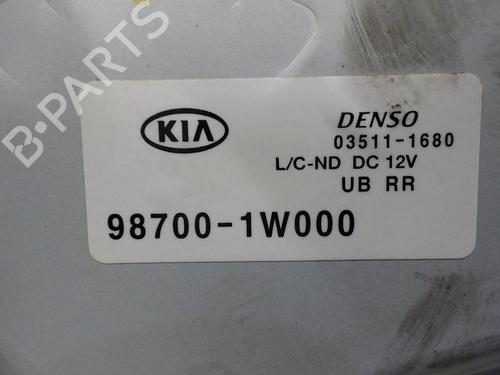 B-PARTS
KIA
DENSO
03511-1680
L/C-ND DC 12V
UB RR
98700-1W000